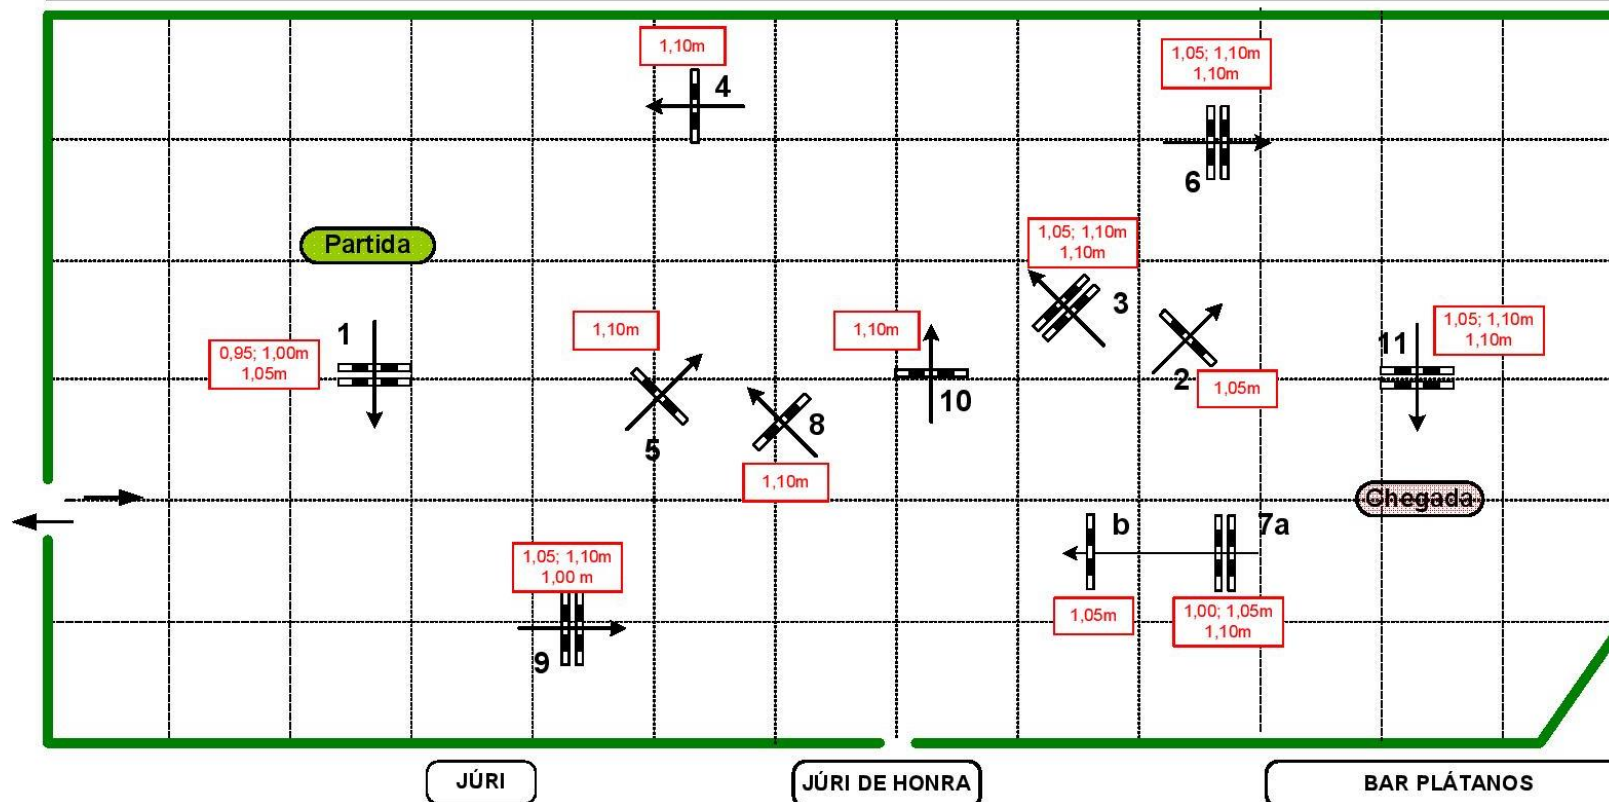 1,10m
4
1,05; 1,10m
1,10m
6
Partida
1,05; 1,10m
1,10m
3
1
0,95; 1,00m
1,05m
1,10m
5
1,10m
10
8
1,10m
2
1,05m
11
1,05; 1,10m
1,10m
Chegada
b
7a
1,05m
1,00; 1,05m
1,10m
1,05; 1,10m
1,00 m
9
JÚRI
JÚRI DE HONRA
BAR PLÁTANOS